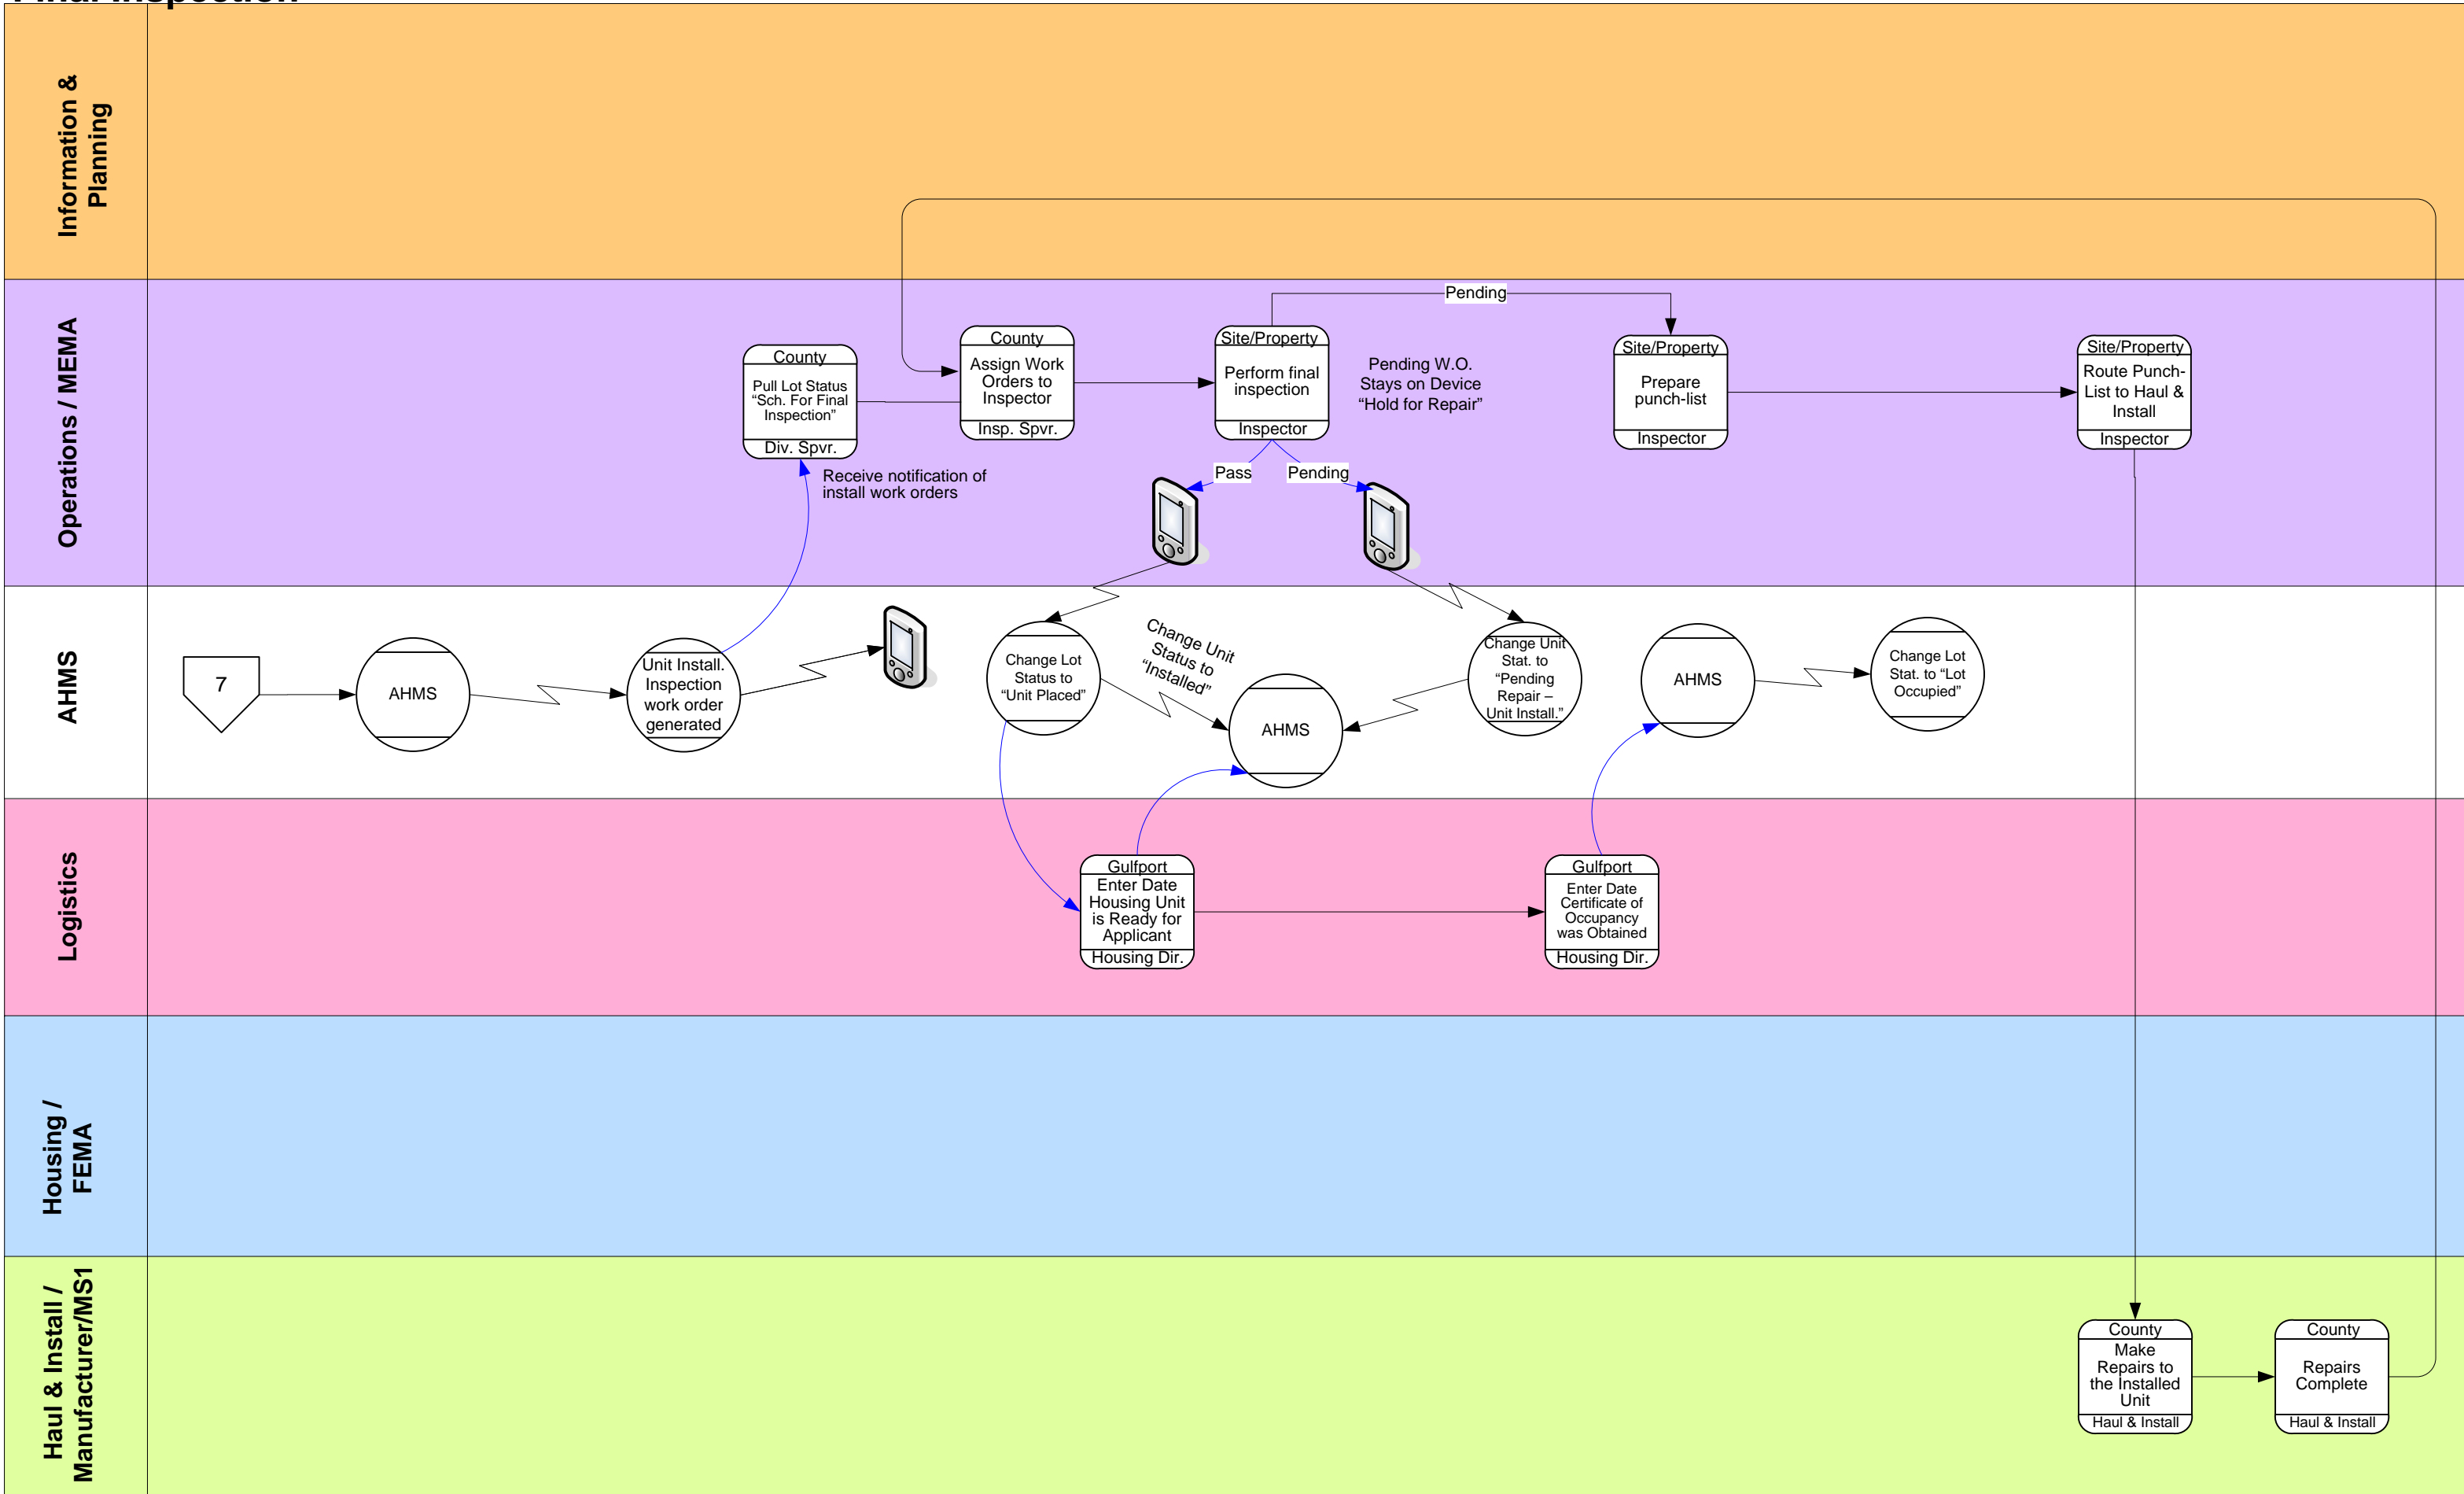 Final Inspection
Information &
Planning
Pending
Operations / MEMA
County
Pull Lot Status
“Sch. For Final
Inspection”
Div. Spvr.
County
Assign Work
Orders to
Inspector
Insp. Spvr.
Site/Property
Perform final
inspection
Inspector
Pending W.O.
Stays on Device
“Hold for Repair”
Site/Property
Prepare
punch-list
Inspector
Site/Property
Route Punch-
List to Haul &
Install
Inspector
Receive notification of
install work orders
Pass
Pending
AHMS
7
AHMS
Unit Install.
Inspection
work order
generated
Change Lot
Status to
“Unit Placed”
Change Unit
Status to
“Installed”
AHMS
Change Unit
Stat. to
“Pending
Repair –
Unit Install.”
AHMS
Change Lot
Stat. to “Lot
Occupied”
Logistics
Gulfport
Enter Date
Housing Unit
is Ready for
Applicant
Housing Dir.
Gulfport
Enter Date
Certificate of
Occupancy
was Obtained
Housing Dir.
Housing /
FEMA
Haul & Install /
Manufacturer/MS1
County
Make
Repairs to
the Installed
Unit
Haul & Install
County
Repairs
Complete
Haul & Install